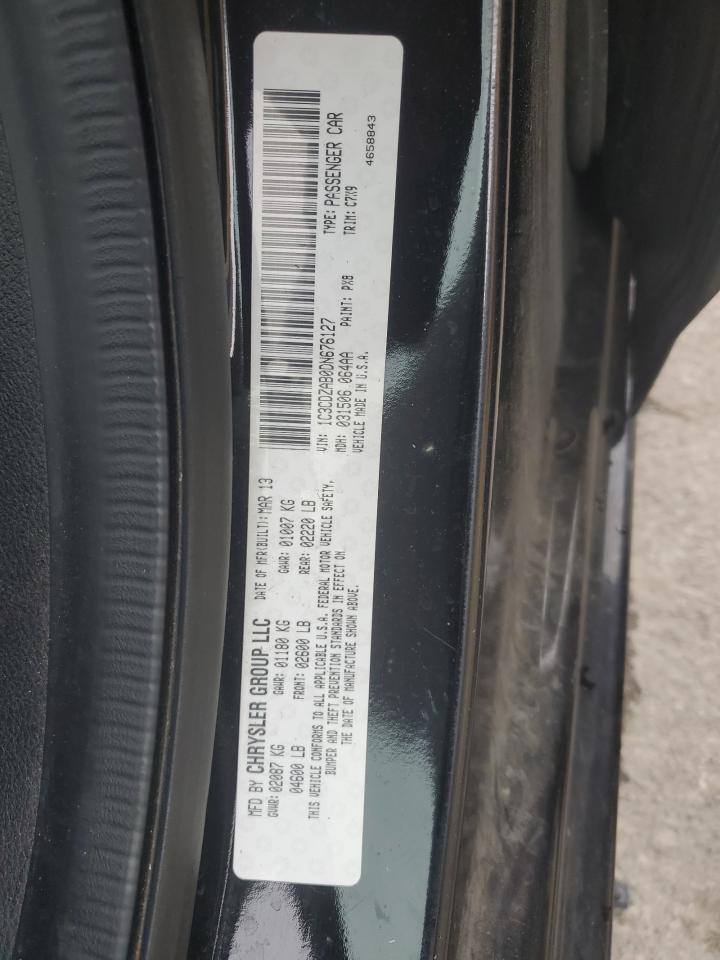 MFD BY CHRYSLER GROUP LLC DATE OF MFR(BUILT):MAR 13
GVWR:02087 KG GAWR: 01180 KG GAWR: 01007 KG
04600 LB FRONT: 02600 LB REAR: 02220 LB
THIS VEHICLE CONFORMS TO ALL APPLICABLE U.S.A. FEDERAL MOTOR VEHICLE SAFETY,
BUMPER AND THEFT PREVENTION STANDARDS IN EFFECT ON
THE DATE OF MANUFACTURE SHOWN ABOVE.
VIN: 1C3CDZAB0DN676127 TYPE: PASSENGER CAR
MDH: 031506 064AA PAINT: PX8 TRIM: C7X9
VEHICLE MADE IN U.S.A. 4658843